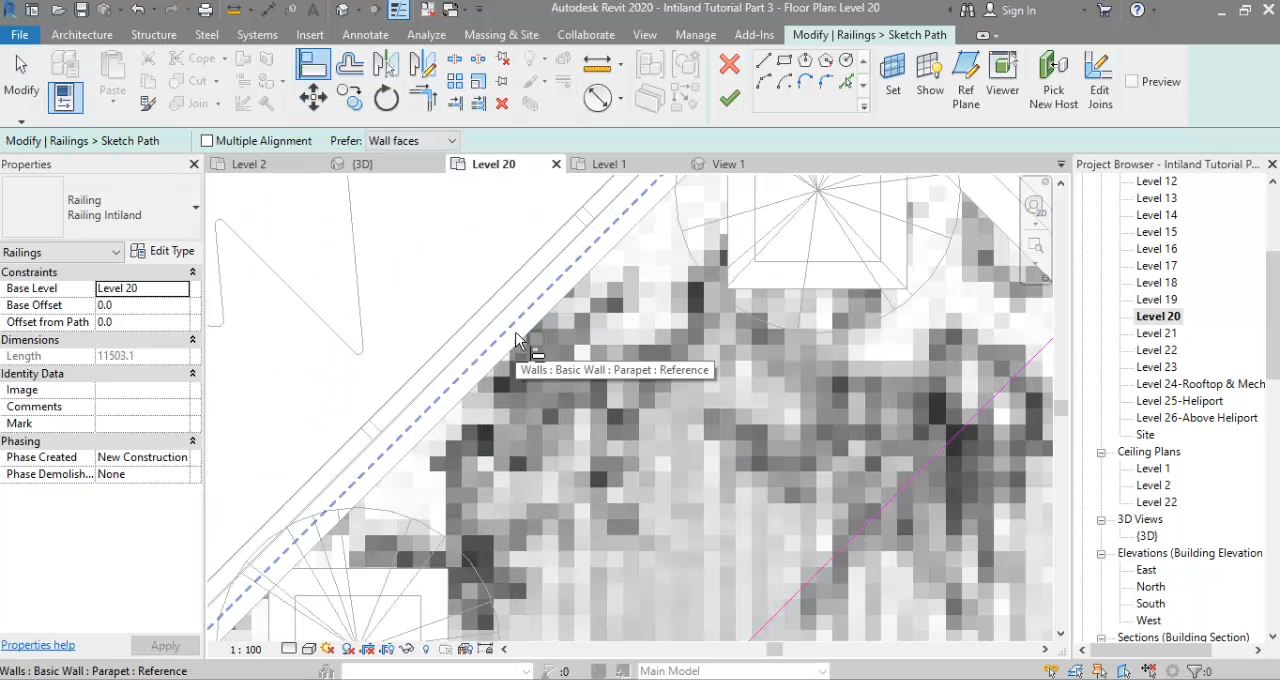 Autodesk Revit 2020 - Intiland Tutorial Part 3 - Floor Plan: Level 20
Sign In
File Architecture Structure Steel Systems Insert Annotate Analyze Massing & Site Collaborate View Manage Add-Ins Modify | Railings > Sketch Path
Modify
Paste
Cope
Cut
Join
Set Show Ref Plane Viewer Pick New Host Edit Joins
Preview
Modify | Railings > Sketch Path Multiple Alignment Prefer: Wall faces
Properties
Level 2 {3D} Level 20 Level 1 View 1
Project Browser - Intiland Tutorial P...
Railing
Railing Intiland
Railings Edit Type
Constraints
Base Level Level 20
Base Offset 0.0
Offset from Path 0.0
Dimensions
Length 11503.1
Identity Data
Image
Comments
Mark
Phasing
Phase Created New Construction
Phase Demolish... None
Properties help Apply
Walls : Basic Wall : Parapet : Reference
2D
Level 12
Level 13
Level 14
Level 15
Level 16
Level 17
Level 18
Level 19
Level 20
Level 21
Level 22
Level 23
Level 24-Rooftop & Mech
Level 25-Heliport
Level 26-Above Heliport
Site
Ceiling Plans
Level 1
Level 2
Level 22
3D Views
{3D}
Elevations (Building Elevation
East
North
South
West
Sections (Building Section)
1 : 100
Walls : Basic Wall : Parapet : Reference :0 Main Model :0